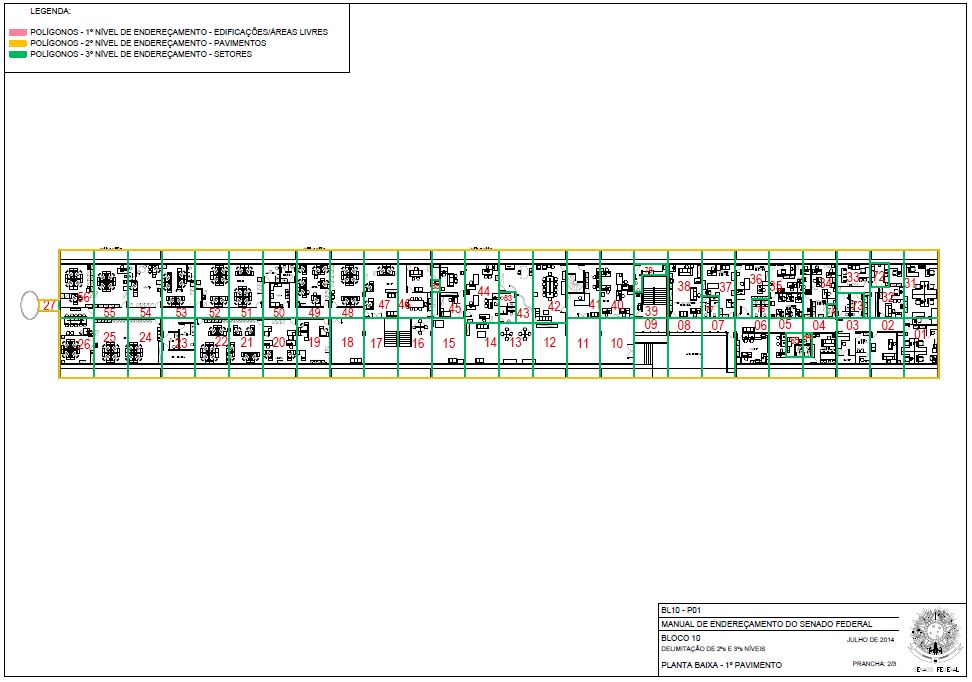 LEGENDA:
POLÍGONOS - 1º NÍVEL DE ENDEREÇAMENTO - EDIFICAÇÕES/ÁREAS LIVRES
POLÍGONOS - 2º NÍVEL DE ENDEREÇAMENTO - PAVIMENTOS
POLÍGONOS - 3º NÍVEL DE ENDEREÇAMENTO - SETORES
33 72
36 37 38 34 31
35 32
44
27 56 47 46 45 43 42 41 40 39
55 54 53 52 51 50 49 48
09 08 07 06 05 04 03 02 01
26 25 24 23 22 21 20 19 18 17 16 15 14 13 12 11 10
BL10 - P01
MANUAL DE ENDEREÇAMENTO DO SENADO FEDERAL
BLOCO 10
JULHO DE 2014
DELIMITAÇÃO DE 2ºs E 3ºs NÍVEIS
PLANTA BAIXA - 1º PAVIMENTO
PRANCHA: 2/3
SENADO FEDERAL